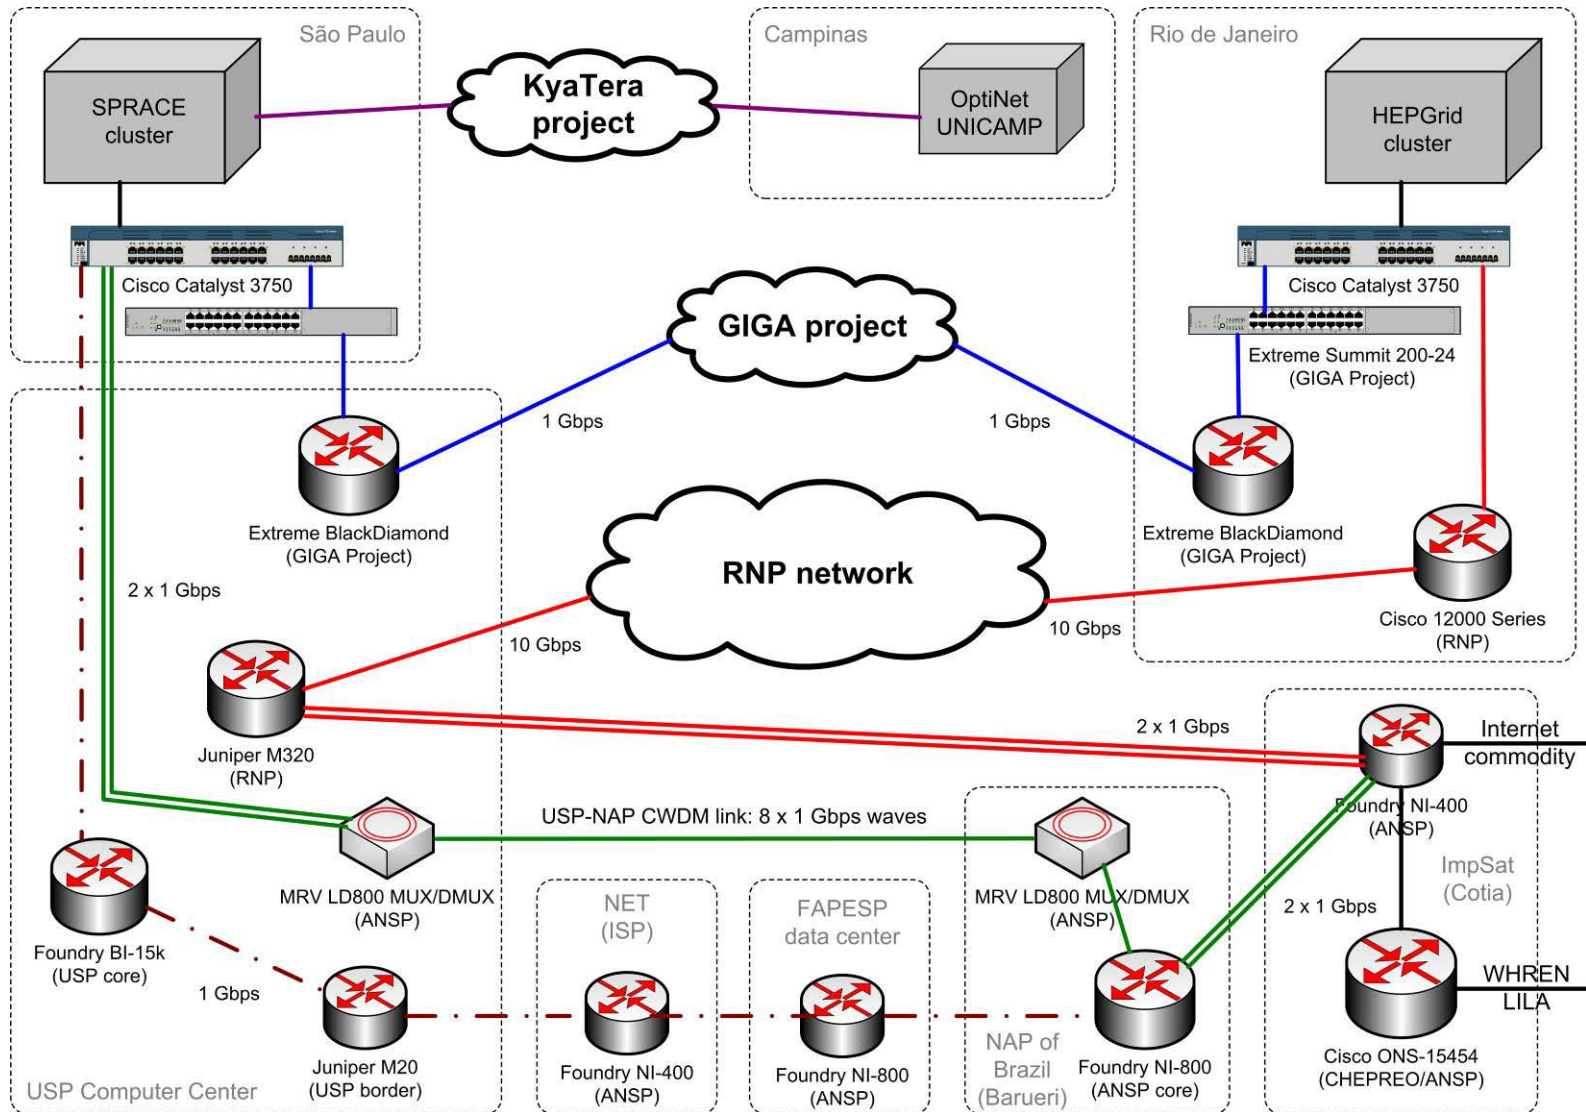 São Paulo
Campinas
Rio de Janeiro
SPRACE
cluster
KyaTera
project
OptiNet
UNICAMP
HEPGrid
cluster
Cisco Catalyst 3750
Cisco Catalyst 3750
GIGA project
Extreme Summit 200-24
(GIGA Project)
1 Gbps
1 Gbps
Extreme BlackDiamond
(GIGA Project)
Extreme BlackDiamond
(GIGA Project)
RNP network
2 x 1 Gbps
10 Gbps
10 Gbps
Cisco 12000 Series
(RNP)
Juniper M320
(RNP)
2 x 1 Gbps
Internet
commodity
Foundry NI-400
(ANSP)
USP-NAP CWDM link: 8 x 1 Gbps waves
MRV LD800 MUX/DMUX
(ANSP)
NET
(ISP)
FAPESP
data center
MRV LD800 MUX/DMUX
(ANSP)
ImpSat
(Cotia)
2 x 1 Gbps
Foundry BI-15k
(USP core)
1 Gbps
WHREN
LILA
Juniper M20
(USP border)
Foundry NI-400
(ANSP)
Foundry NI-800
(ANSP)
NAP of
Brazil
(Barueri)
Foundry NI-800
(ANSP core)
Cisco ONS-15454
(CHEPREO/ANSP)
USP Computer Center